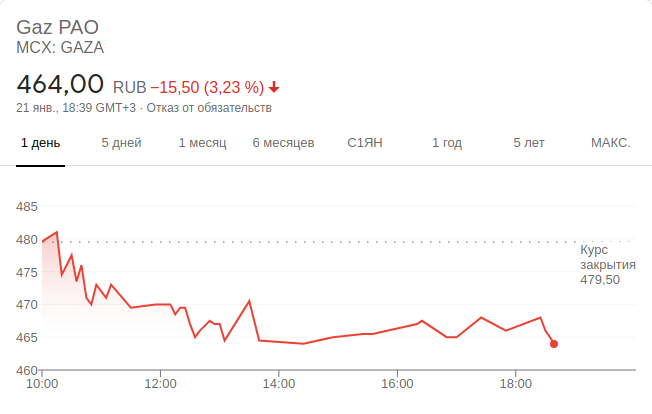 Gaz PAO
MCX: GAZA
464,00 RUB −15,50 (3,23 %)
21 янв., 18:39 GMT+3 · Отказ от обязательств
1 день 5 дней 1 месяц 6 месяцев С1ЯН 1 год 5 лет МАКС.
485
480
Курс
закрытия
479,50
475
470
465
460
10:00 12:00 14:00 16:00 18:00